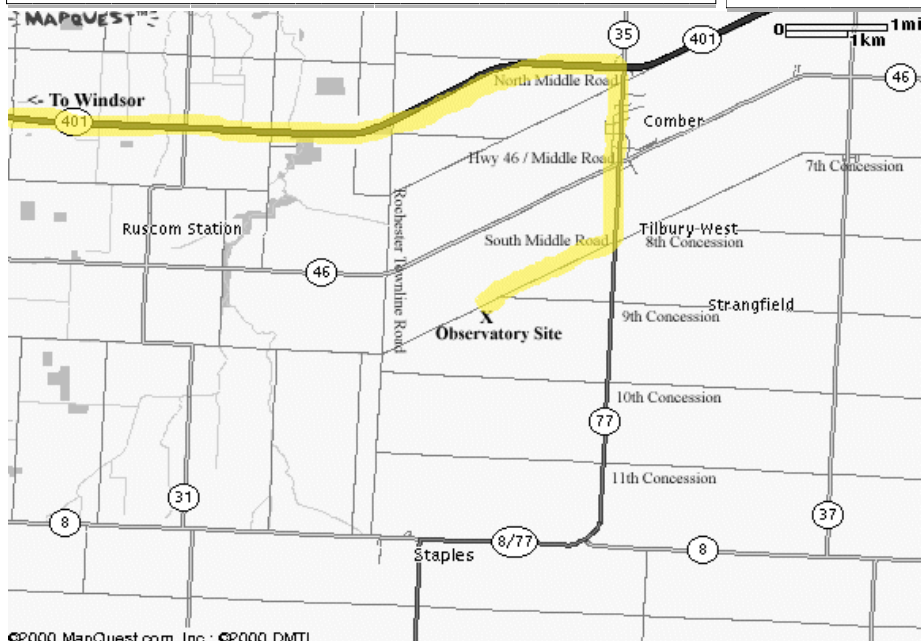 MAPQUEST™
35
401
0 1mi
1km
North Middle Road
46
<- To Windsor
401
Comber
Hwy 46 / Middle Road
7th Concession
Rochester Townline Road
Ruscom Station
Tilbury West
South Middle Road
8th Concession
46
Strangfield
X
9th Concession
Observatory Site
10th Concession
77
11th Concession
31
37
8
8/77
8
Staples
©2000 MapQuest.com, Inc.; ©2000 DMTI